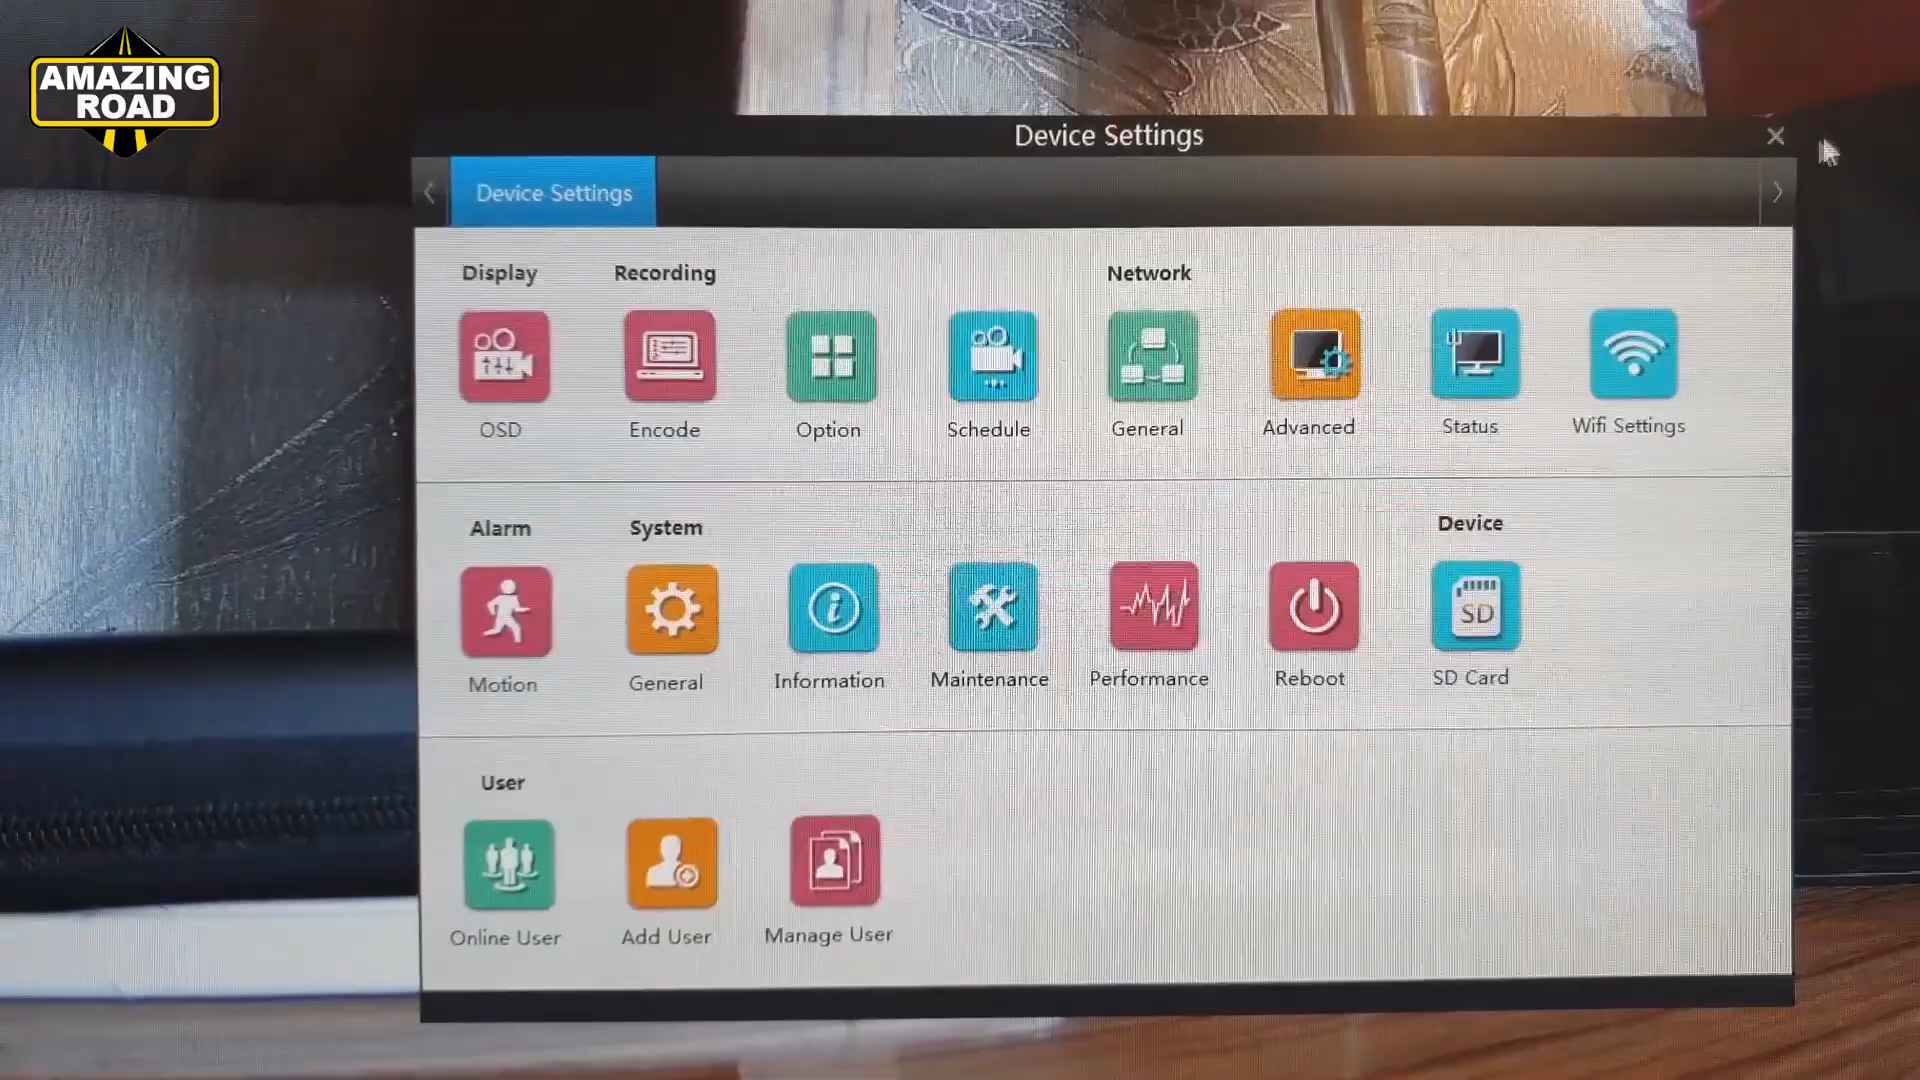 AMAZING
ROAD
Device Settings
Device Settings
Display
Recording
Network
OSD
Encode
Option
Schedule
General
Advanced
Status
Wifi Settings
Alarm
System
Device
SD
Motion
General
Information
Maintenance
Performance
Reboot
SD Card
User
Online User
Add User
Manage User